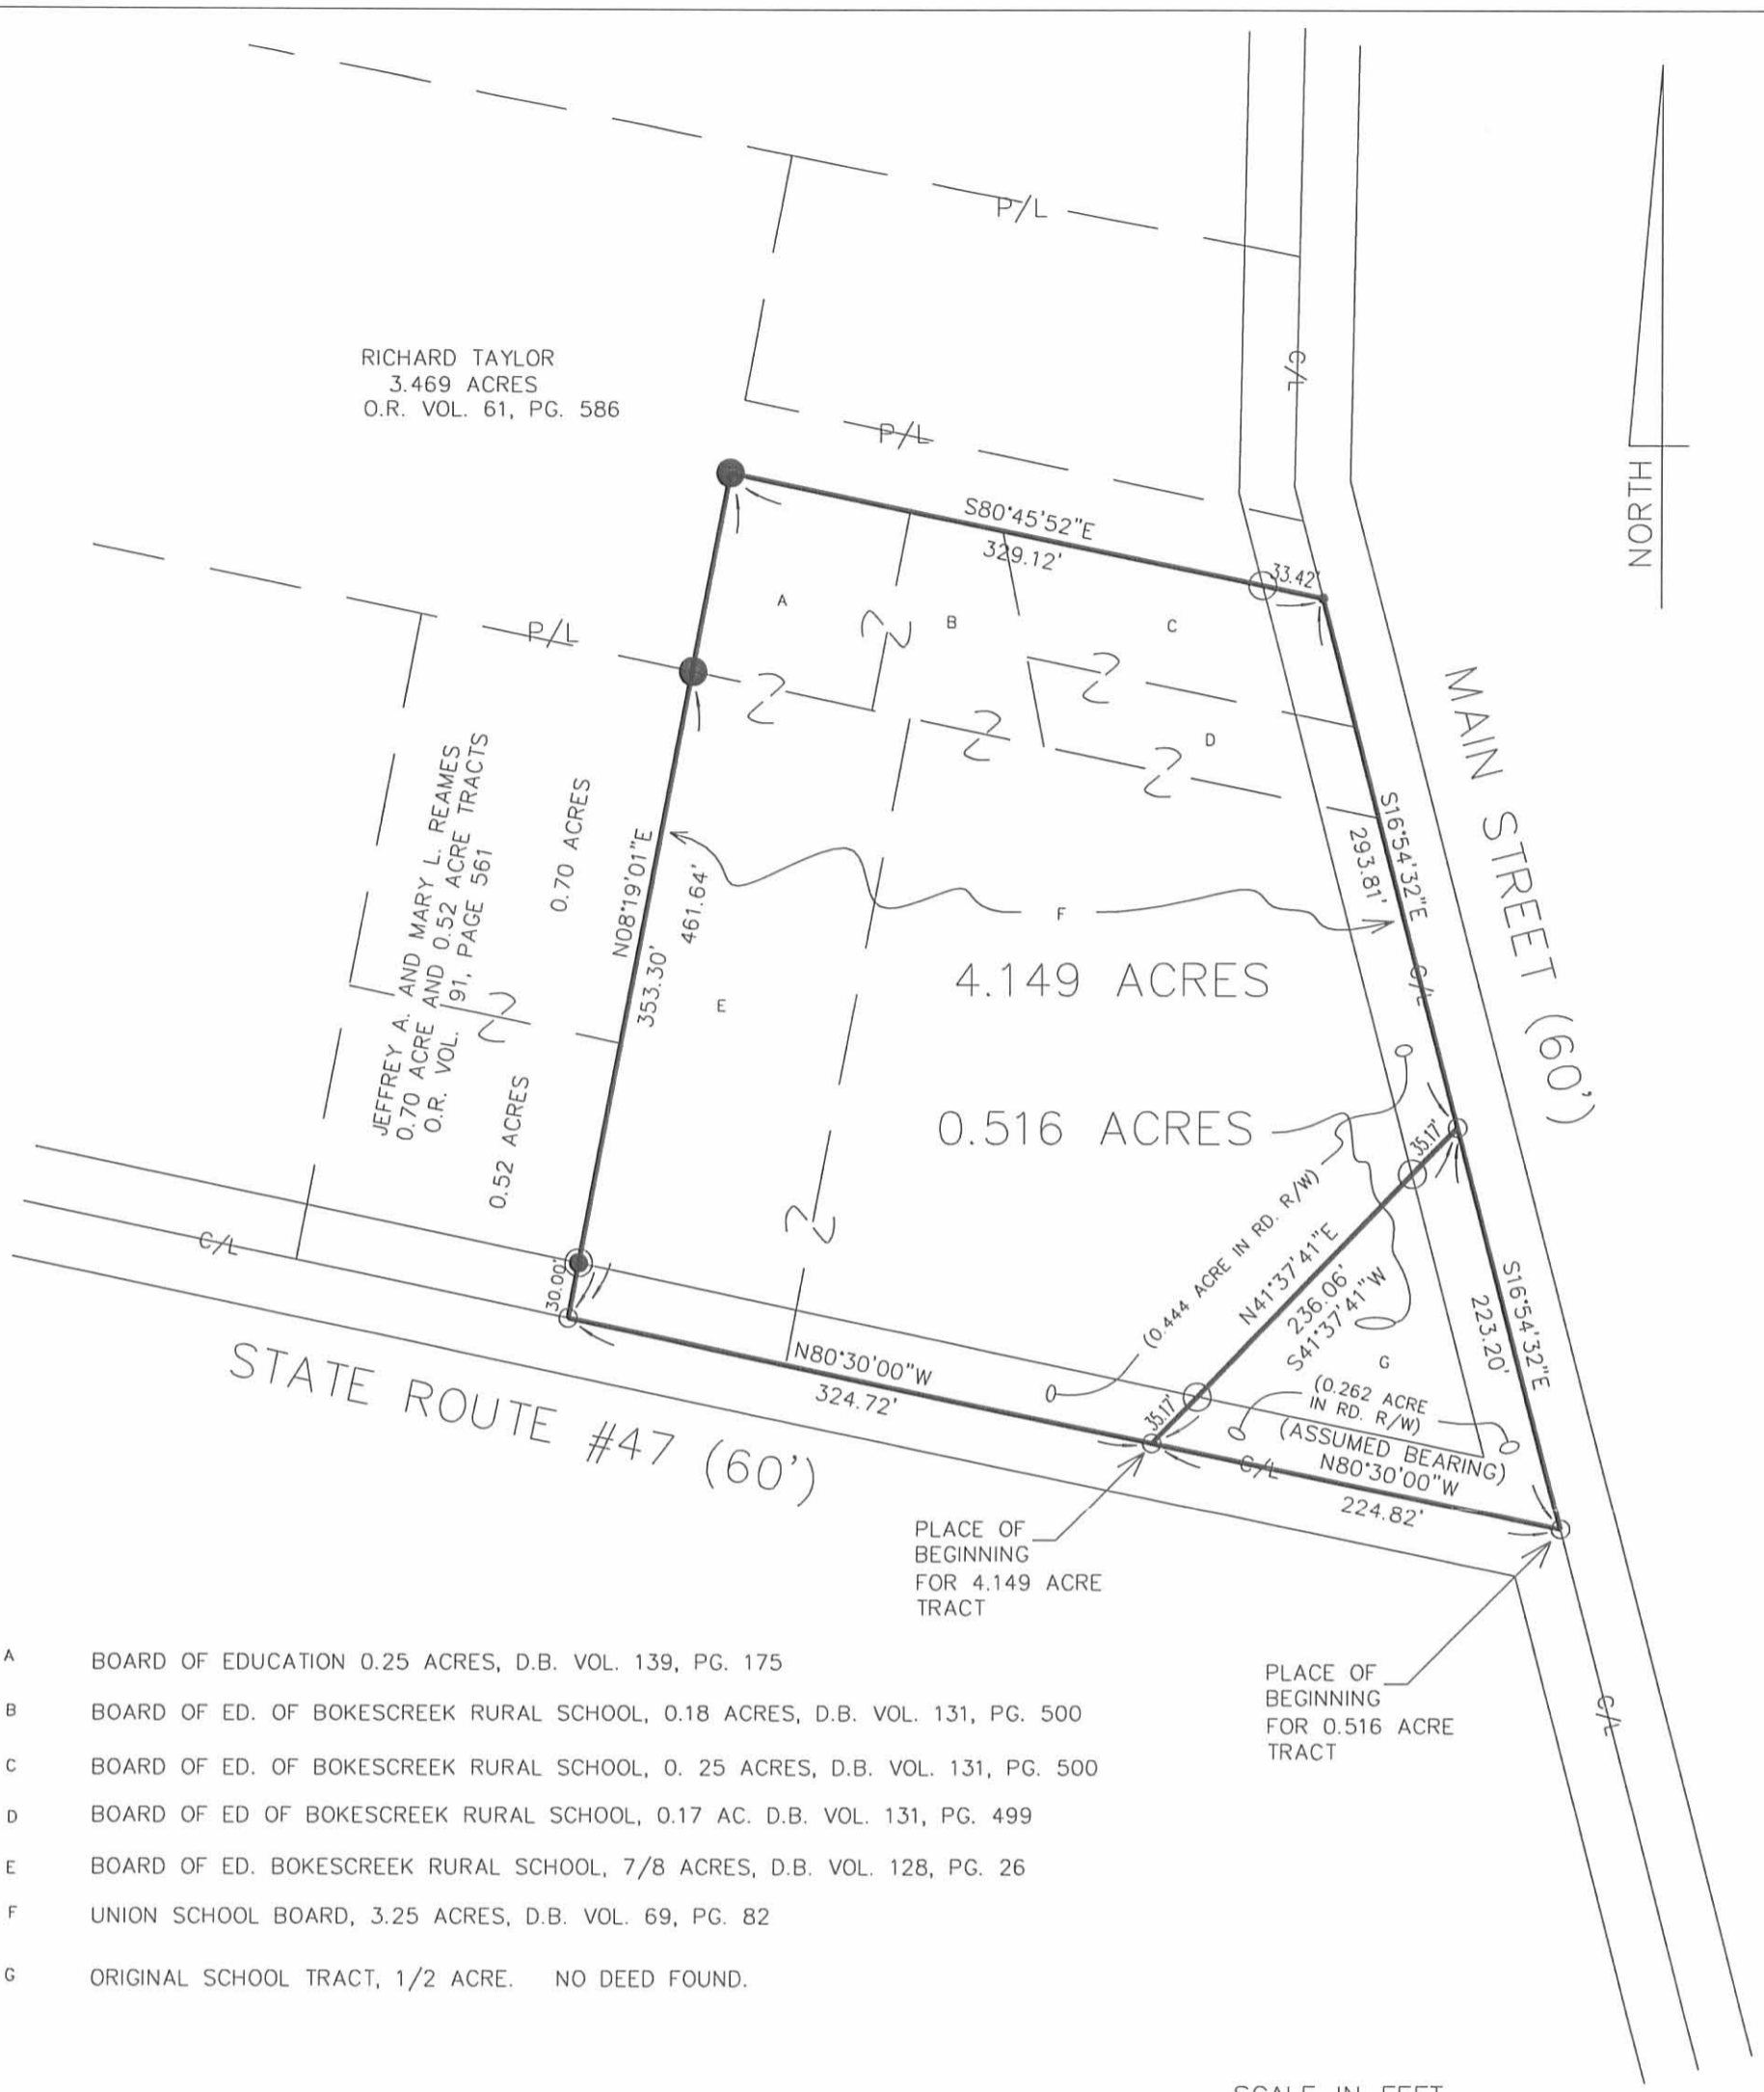 P/L
C/L
NORTH
RICHARD TAYLOR
3.469 ACRES
O.R. VOL. 61, PG. 586
P/L
S80°45'52"E
329.12'
33.42'
A
B
C
P/L
D
MAIN STREET (60')
JEFFREY A. AND MARY L. REAMES
0.70 ACRE AND 0.52 ACRE TRACTS
O.R. VOL. 91, PAGE 561
0.70 ACRES
N08°19'01"E
461.64'
353.30'
S16°54'32"E
293.81'
F
4.149 ACRES
C/L
E
0.52 ACRES
0.516 ACRES
35.17'
(0.444 ACRE IN RD. R/W)
N41°37'41"E
236.06'
S41°37'41"W
S16°54'32"E
223.20'
C/L
30.00'
STATE ROUTE #47 (60')
N80°30'00"W
324.72'
35.17'
G
(0.262 ACRE
IN RD. R/W)
(ASSUMED BEARING)
C/L
N80°30'00"W
224.82'
PLACE OF
BEGINNING
FOR 4.149 ACRE
TRACT
PLACE OF
BEGINNING
FOR 0.516 ACRE
TRACT
C/L
A BOARD OF EDUCATION 0.25 ACRES, D.B. VOL. 139, PG. 175
B BOARD OF ED. OF BOKESCREEK RURAL SCHOOL, 0.18 ACRES, D.B. VOL. 131, PG. 500
C BOARD OF ED. OF BOKESCREEK RURAL SCHOOL, 0. 25 ACRES, D.B. VOL. 131, PG. 500
D BOARD OF ED OF BOKESCREEK RURAL SCHOOL, 0.17 AC. D.B. VOL. 131, PG. 499
E BOARD OF ED. BOKESCREEK RURAL SCHOOL, 7/8 ACRES, D.B. VOL. 128, PG. 26
F UNION SCHOOL BOARD, 3.25 ACRES, D.B. VOL. 69, PG. 82
G ORIGINAL SCHOOL TRACT, 1/2 ACRE. NO DEED FOUND.
SCALE IN FEET